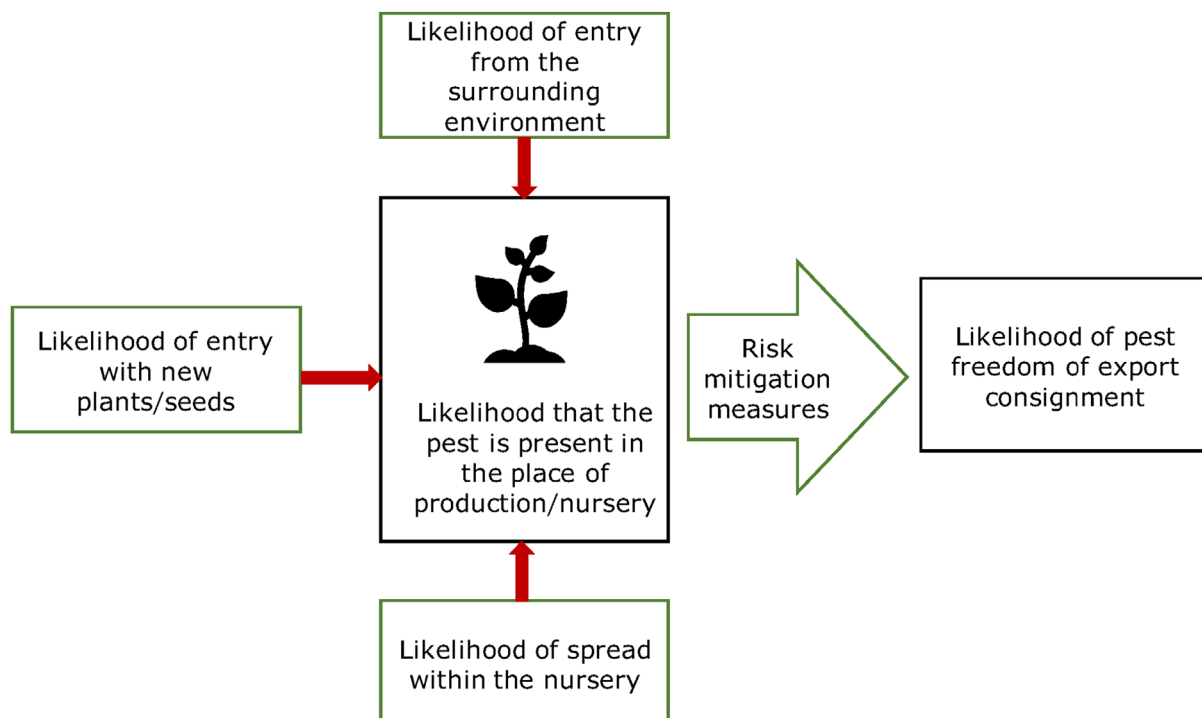 Likelihood of entry
from the
surrounding
environment
Likelihood of entry
with new
plants/seeds
Likelihood that the
pest is present in
the place of
production/nursery
Risk
mitigation
measures
Likelihood of pest
freedom of export
consignment
Likelihood of spread
within the nursery